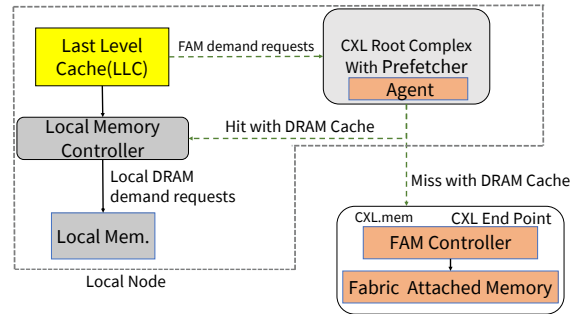 Last Level
Cache(LLC)
FAM demand requests
CXL Root Complex
With Prefetcher
Agent
Local Memory
Controller
Hit with DRAM Cache
Local DRAM
demand requests
Miss with DRAM Cache
Local Mem.
CXL.mem
CXL End Point
FAM Controller
Fabric Attached Memory
Local Node